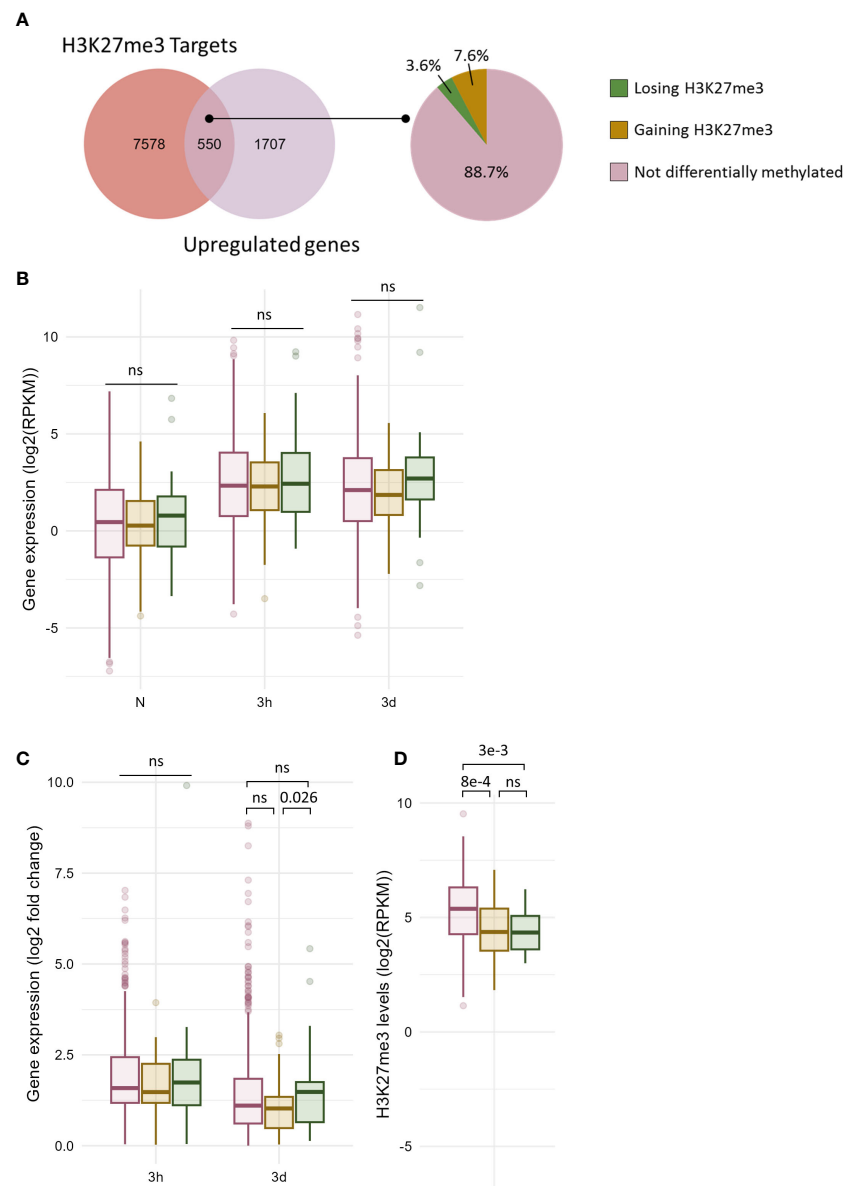 A
H3K27me3 Targets
7578
550
1707
Upregulated genes
3.6%
7.6%
88.7%
Losing H3K27me3
Gaining H3K27me3
Not differentially methylated
B
Gene expression (log2(RPKM))
10
5
0
-5
ns
ns
ns
N
3h
3d
C
Gene expression (log2 fold change)
10.0
7.5
5.0
2.5
0.0
ns
ns
ns
0.026
3h
3d
D
H3K27me3 levels (log2(RPKM))
10
5
0
-5
3e-3
8e-4
ns